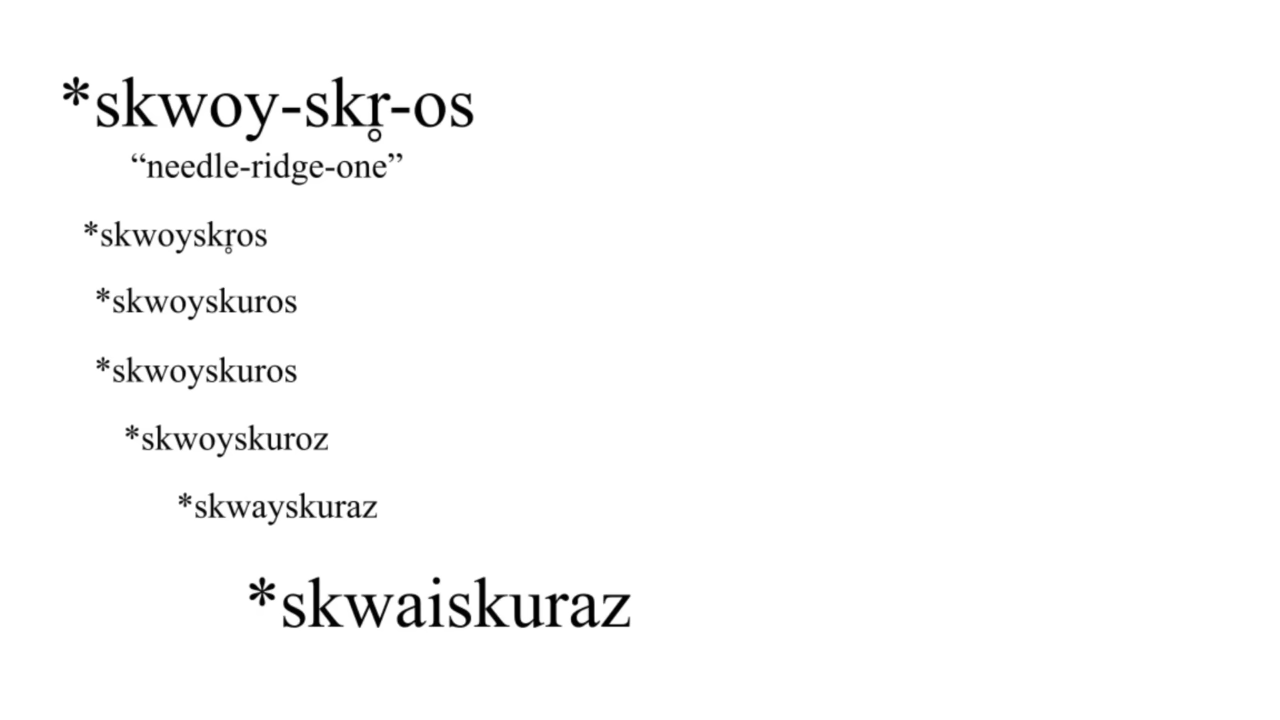 *skwoy-skr̥-os
“needle-ridge-one”
*skwoyskr̥os
*skwoyskuros
*skwoyskuros
*skwoyskuroz
*skwayskuraz
*skwaiskuraz